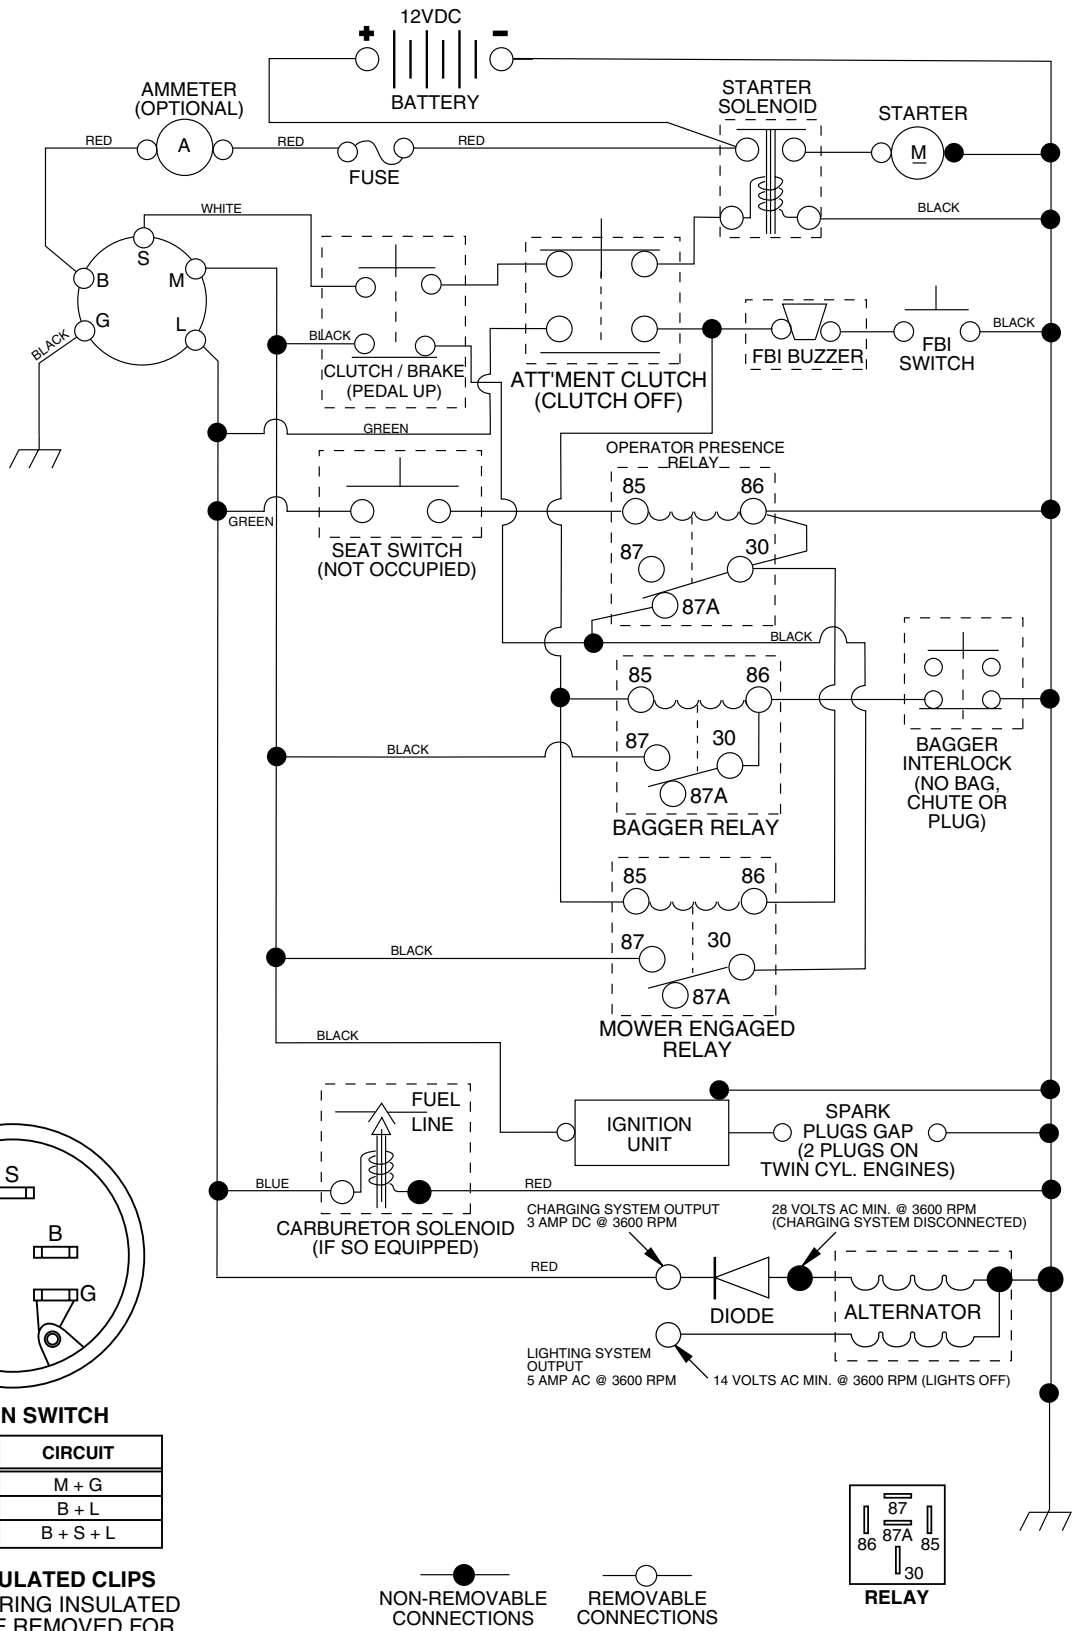 12VDC
+
-
BATTERY
AMMETER
(OPTIONAL)
STARTER
SOLENOID
STARTER
RED
A
RED
RED
FUSE
M
WHITE
BLACK
S
B
M
G
L
BLACK
BLACK
CLUTCH / BRAKE
(PEDAL UP)
ATT'MENT CLUTCH
(CLUTCH OFF)
FBI BUZZER
FBI
SWITCH
BLACK
GREEN
OPERATOR PRESENCE
RELAY
85
86
GREEN
SEAT SWITCH
(NOT OCCUPIED)
87
30
87A
BLACK
85
86
BLACK
87
30
87A
BAGGER RELAY
BAGGER
INTERLOCK
(NO BAG,
CHUTE OR
PLUG)
85
86
BLACK
87
30
87A
MOWER ENGAGED
RELAY
BLACK
FUEL
LINE
IGNITION
UNIT
SPARK
PLUGS GAP
(2 PLUGS ON
TWIN CYL. ENGINES)
BLUE
RED
CARBURETOR SOLENOID
(IF SO EQUIPPED)
CHARGING SYSTEM OUTPUT
3 AMP DC @ 3600 RPM
28 VOLTS AC MIN. @ 3600 RPM
(CHARGING SYSTEM DISCONNECTED)
RED
DIODE
ALTERNATOR
LIGHTING SYSTEM
OUTPUT
5 AMP AC @ 3600 RPM
14 VOLTS AC MIN. @ 3600 RPM (LIGHTS OFF)
S
B
G
N SWITCH
CIRCUIT
M + G
B + L
B + S + L
ULATED CLIPS
RING INSULATED
E REMOVED FOR
NON-REMOVABLE
CONNECTIONS
REMOVABLE
CONNECTIONS
87
86
87A
85
30
RELAY